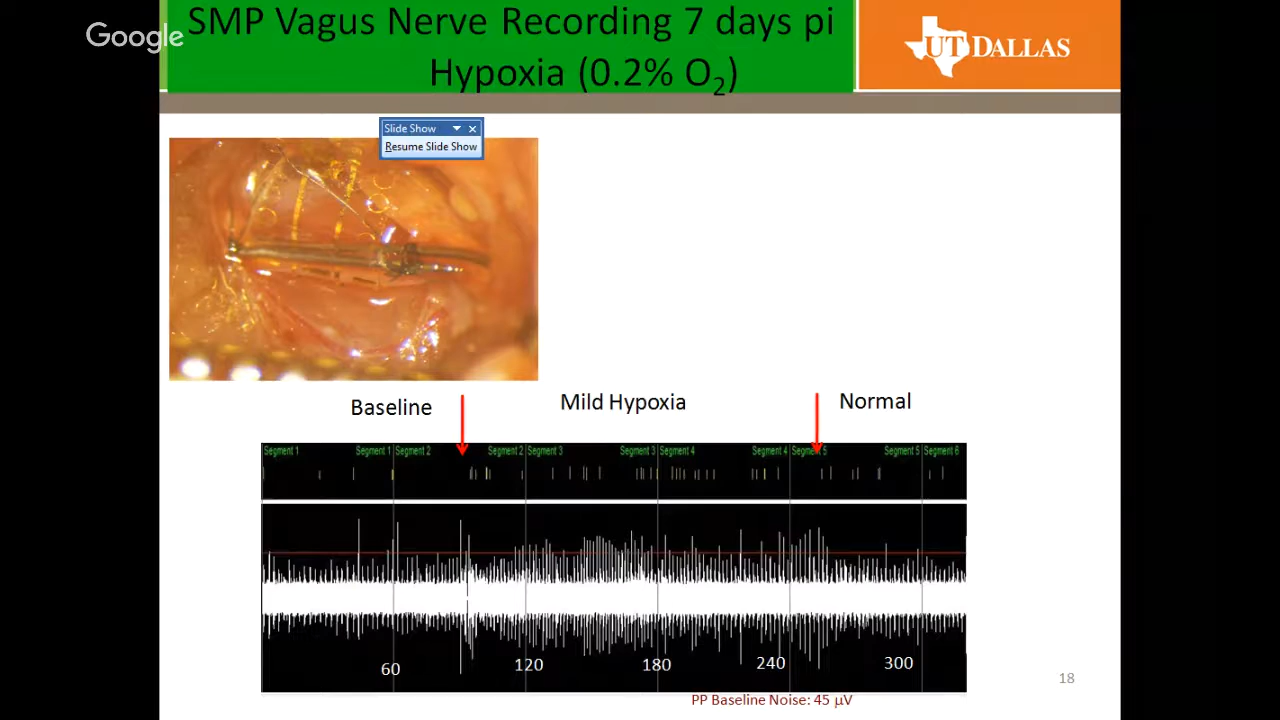 Google
SMP Vagus Nerve Recording 7 days pi
Hypoxia (0.2% O₂)
UT DALLAS
Slide Show
Resume Slide Show
Baseline
Mild Hypoxia
Normal
Segment 1 Segment 1 Segment 2 Segment 2 Segment 3 Segment 3 Segment 4 Segment 4 Segment 5 Segment 5 Segment 6
60 120 180 240 300
PP Baseline Noise: 45 µV
18